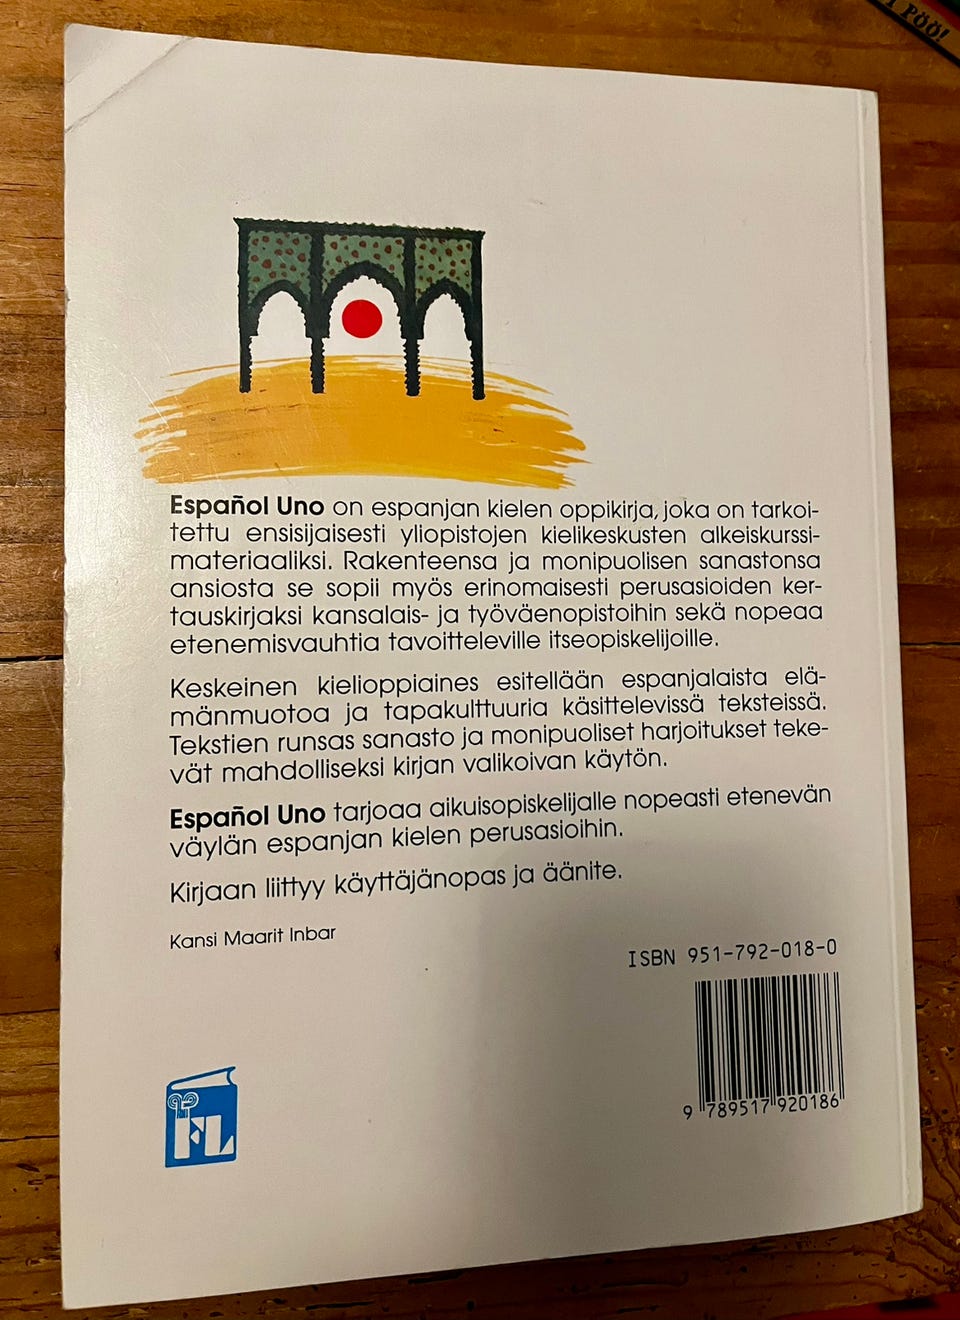 PÖÖ!
Español Uno on espanjan kielen oppikirja, joka on tarkoi-
tettu ensisijaisesti yliopistojen kielikeskusten alkeiskurssi-
materiaaliksi. Rakenteensa ja monipuolisen sanastonsa
ansiosta se sopii myös erinomaisesti perusasioiden ker-
tauskirjaksi kansalais- ja työväenopistoihin sekä nopeaa
etenemisvauhtia tavoitteleville itseopiskelijoille.
Keskeinen kielioppiaines esitellään espanjalaista elä-
mänmuotoa ja tapakulttuuria käsittelevissä teksteissä.
Tekstien runsas sanasto ja monipuoliset harjoitukset teke-
vät mahdolliseksi kirjan valikoivan käytön.
Español Uno tarjoaa aikuisopiskelijalle nopeasti etenevän
väylän espanjan kielen perusasioihin.
Kirjaan liittyy käyttäjänopas ja äänite.
Kansi Maarit Inbar
ISBN 951-792-018-0
9 789517 920186
FL